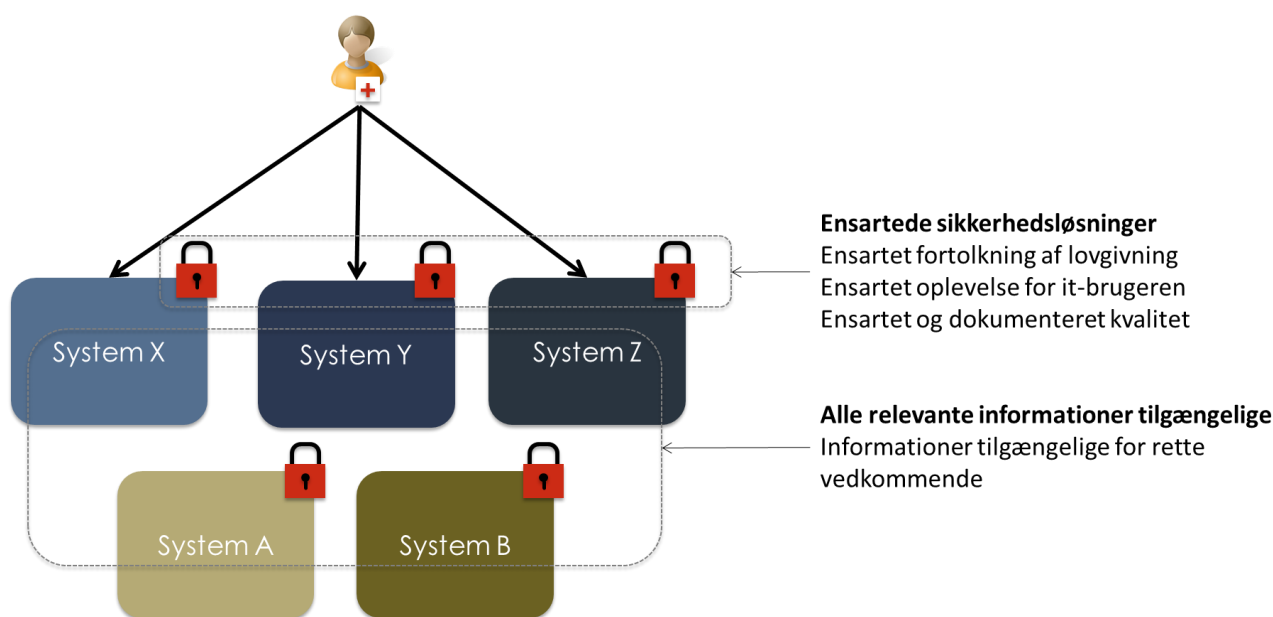 Ensartede sikkerhedsløsninger
Ensartet fortolkning af lovgivning
Ensartet oplevelse for it-brugeren
Ensartet og dokumenteret kvalitet
System X
System Y
System Z
Alle relevante informationer tilgængelige
Informationer tilgængelige for rette
vedkommende
System A
System B